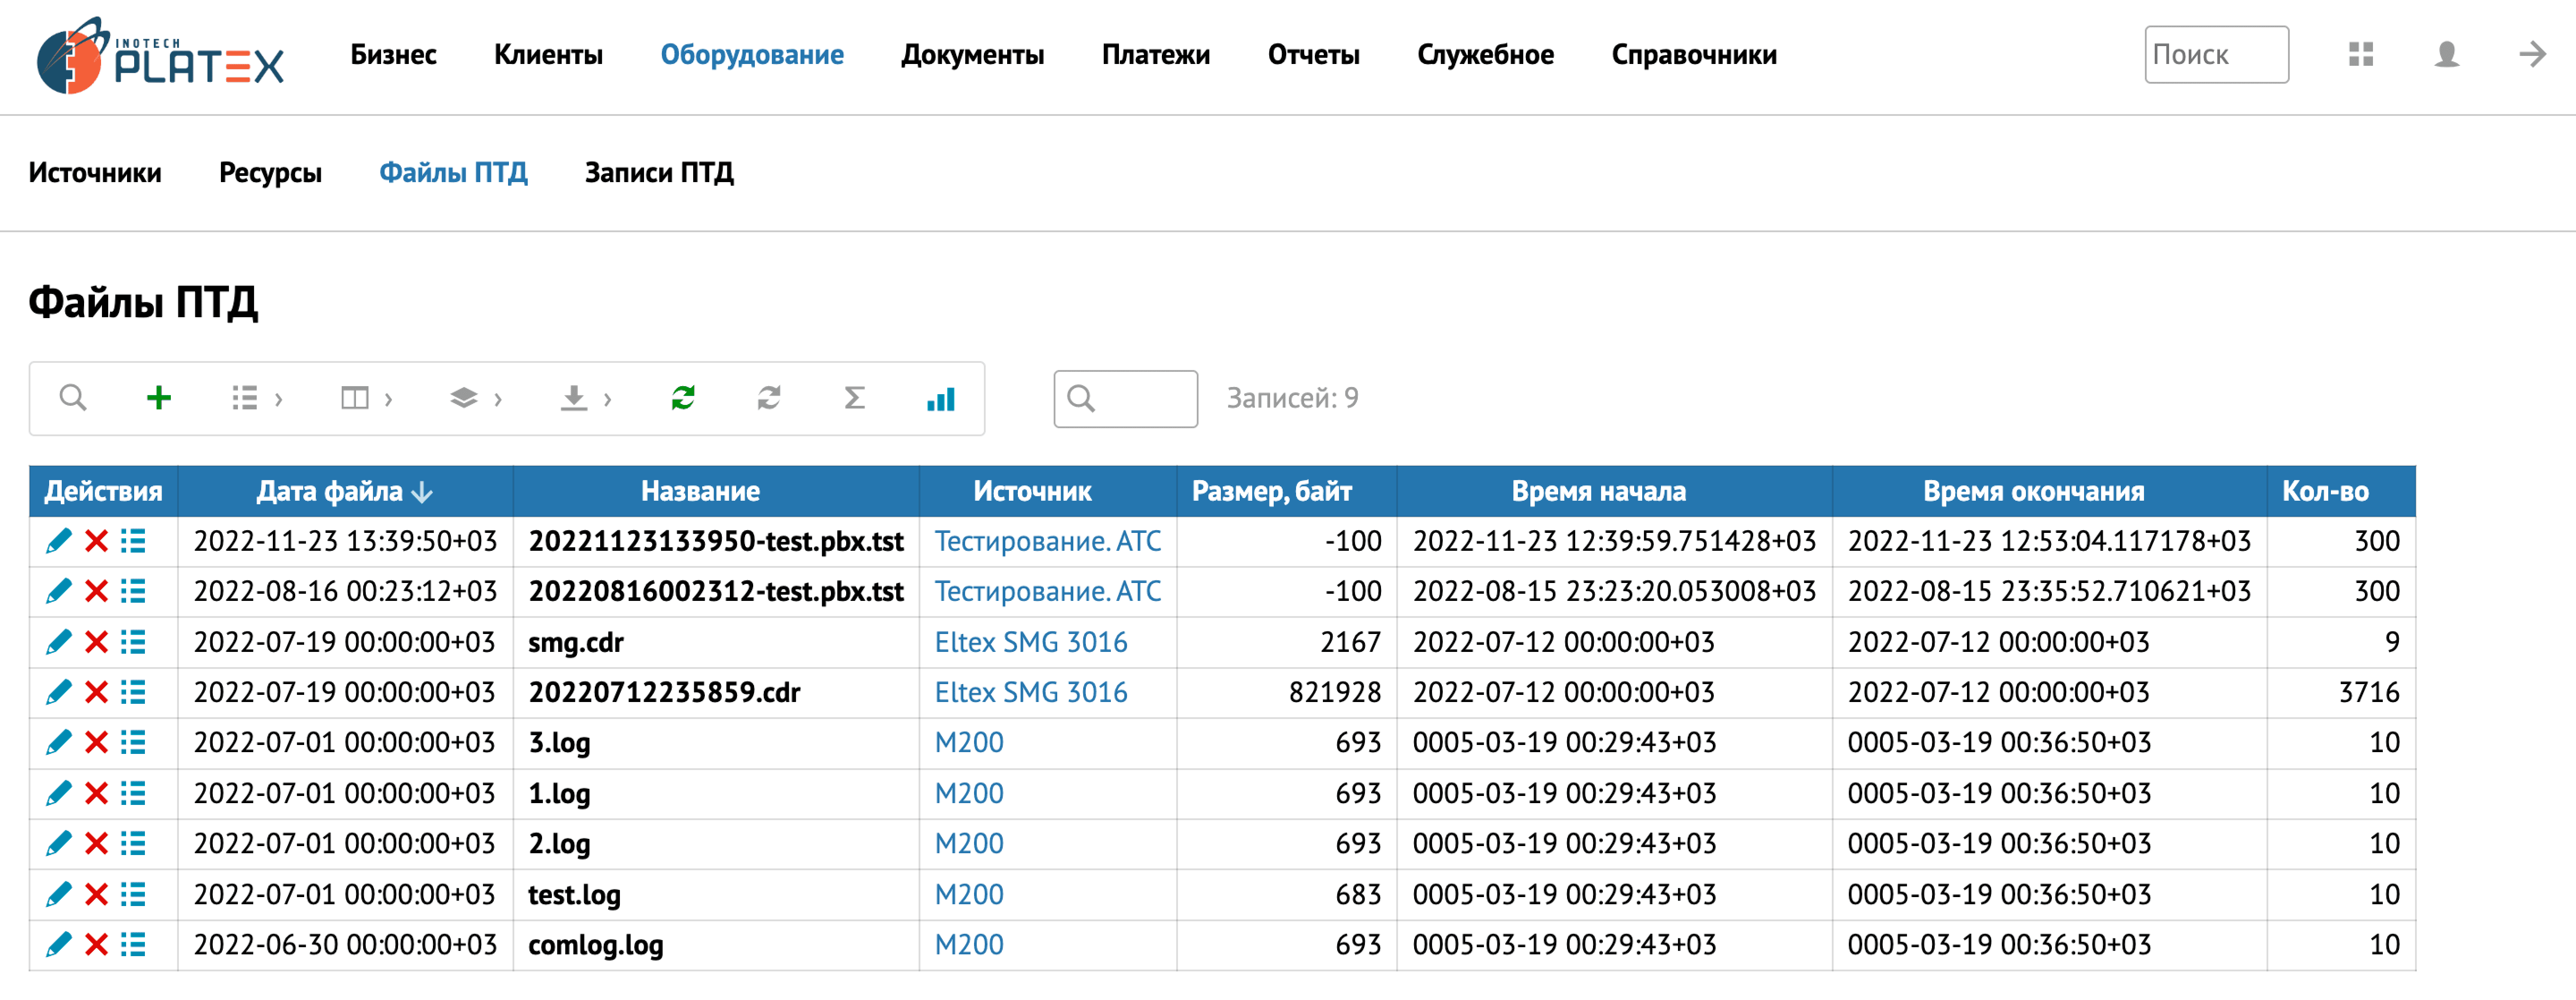 INOTECH
PLATEX
Бизнес Клиенты Оборудование Документы Платежи Отчеты Служебное Справочники Поиск
Источники Ресурсы Файлы ПТД Записи ПТД
Файлы ПТД
Записей: 9
Действия Дата файла Название Источник Размер, байт Время начала Время окончания Кол-во
2022-11-23 13:39:50+03 20221123133950-test.pbx.tst Тестирование. АТС -100 2022-11-23 12:39:59.751428+03 2022-11-23 12:53:04.117178+03 300
2022-08-16 00:23:12+03 20220816002312-test.pbx.tst Тестирование. АТС -100 2022-08-15 23:23:20.053008+03 2022-08-15 23:35:52.710621+03 300
2022-07-19 00:00:00+03 smg.cdr Eltex SMG 3016 2167 2022-07-12 00:00:00+03 2022-07-12 00:00:00+03 9
2022-07-19 00:00:00+03 20220712235859.cdr Eltex SMG 3016 821928 2022-07-12 00:00:00+03 2022-07-12 00:00:00+03 3716
2022-07-01 00:00:00+03 3.log M200 693 0005-03-19 00:29:43+03 0005-03-19 00:36:50+03 10
2022-07-01 00:00:00+03 1.log M200 693 0005-03-19 00:29:43+03 0005-03-19 00:36:50+03 10
2022-07-01 00:00:00+03 2.log M200 693 0005-03-19 00:29:43+03 0005-03-19 00:36:50+03 10
2022-07-01 00:00:00+03 test.log M200 683 0005-03-19 00:29:43+03 0005-03-19 00:36:50+03 10
2022-06-30 00:00:00+03 comlog.log M200 693 0005-03-19 00:29:43+03 0005-03-19 00:36:50+03 10